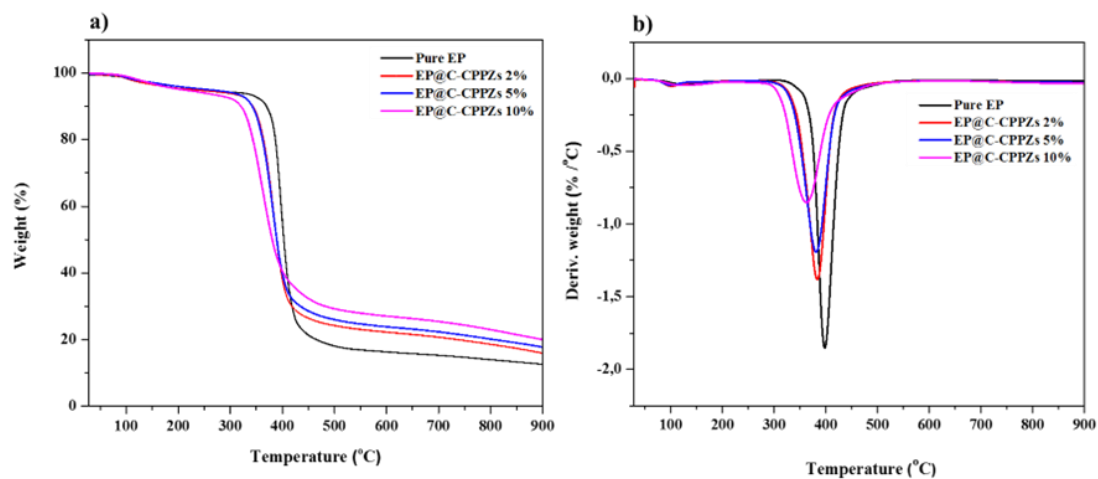 a)
Pure EP
EP@C-CPPZs 2%
EP@C-CPPZs 5%
EP@C-CPPZs 10%
100
80
60
40
20
0
Weight (%)
100 200 300 400 500 600 700 800 900
Temperature (°C)
b)
Pure EP
EP@C-CPPZs 2%
EP@C-CPPZs 5%
EP@C-CPPZs 10%
0,0
-0,5
-1,0
-1,5
-2,0
Deriv. weight (% /°C)
100 200 300 400 500 600 700 800 900
Temperature (°C)